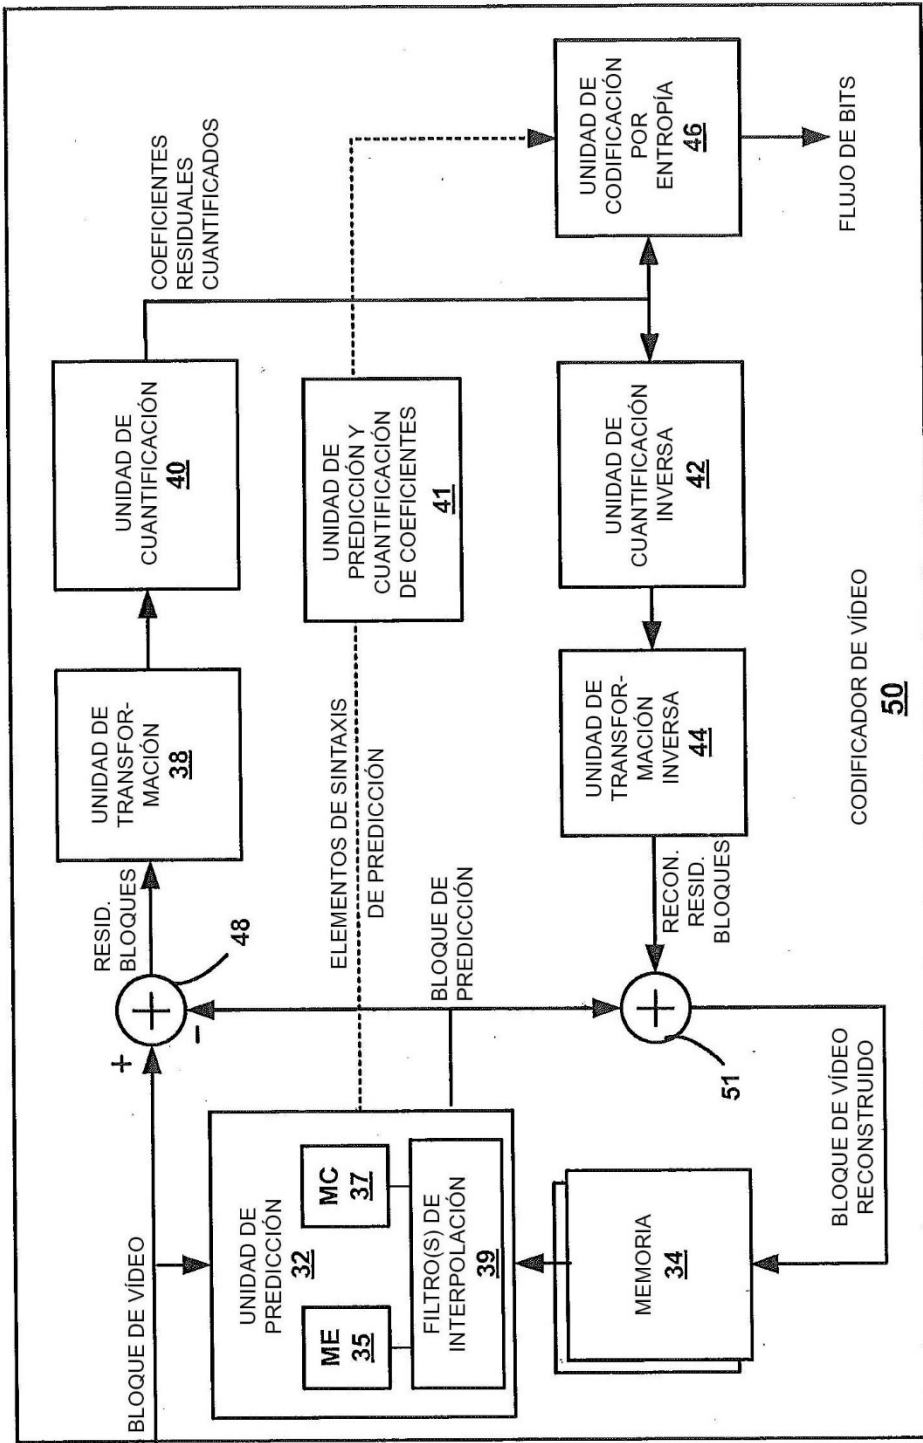 BLOQUE DE VÍDEO
+
-
48
RESID.
BLOQUES
UNIDAD DE
TRANSFOR-
MACIÓN
38
UNIDAD DE
CUANTIFICACIÓN
40
COEFICIENTES
RESIDUALES
CUANTIFICADOS
UNIDAD DE
PREDICCIÓN
32
ME
35
MC
37
FILTRO(S) DE
INTERPOLACIÓN
39
ELEMENTOS DE SINTAXIS
DE PREDICCIÓN
UNIDAD DE
PREDICCIÓN Y
CUANTIFICACIÓN
DE COEFICIENTES
41
UNIDAD DE
CODIFICACIÓN
POR
ENTROPÍA
46
FLUJO DE BITS
BLOQUE DE
PREDICCIÓN
MEMORIA
34
51
BLOQUE DE VÍDEO
RECONSTRUIDO
RECON.
RESID.
BLOQUES
UNIDAD DE
TRANSFOR-
MACIÓN
INVERSA
44
UNIDAD DE
CUANTIFICACIÓN
INVERSA
42
CODIFICADOR DE VÍDEO
50